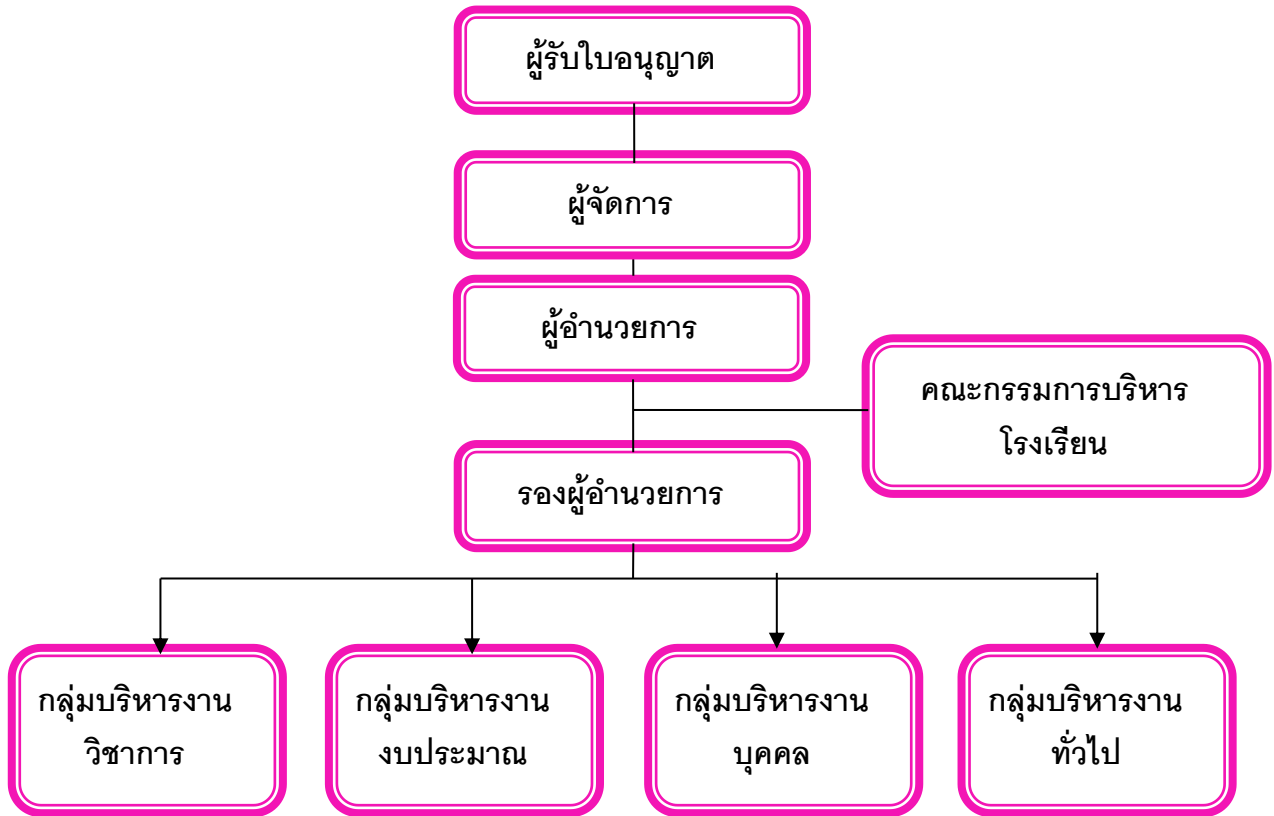 ผู้รับใบอนุญาต
ผู้จัดการ
ผู้อำนวยการ
คณะกรรมการบริหาร
โรงเรียน
รองผู้อำนวยการ
กลุ่มบริหารงาน
วิชาการ
กลุ่มบริหารงาน
งบประมาณ
กลุ่มบริหารงาน
บุคคล
กลุ่มบริหารงาน
ทั่วไป